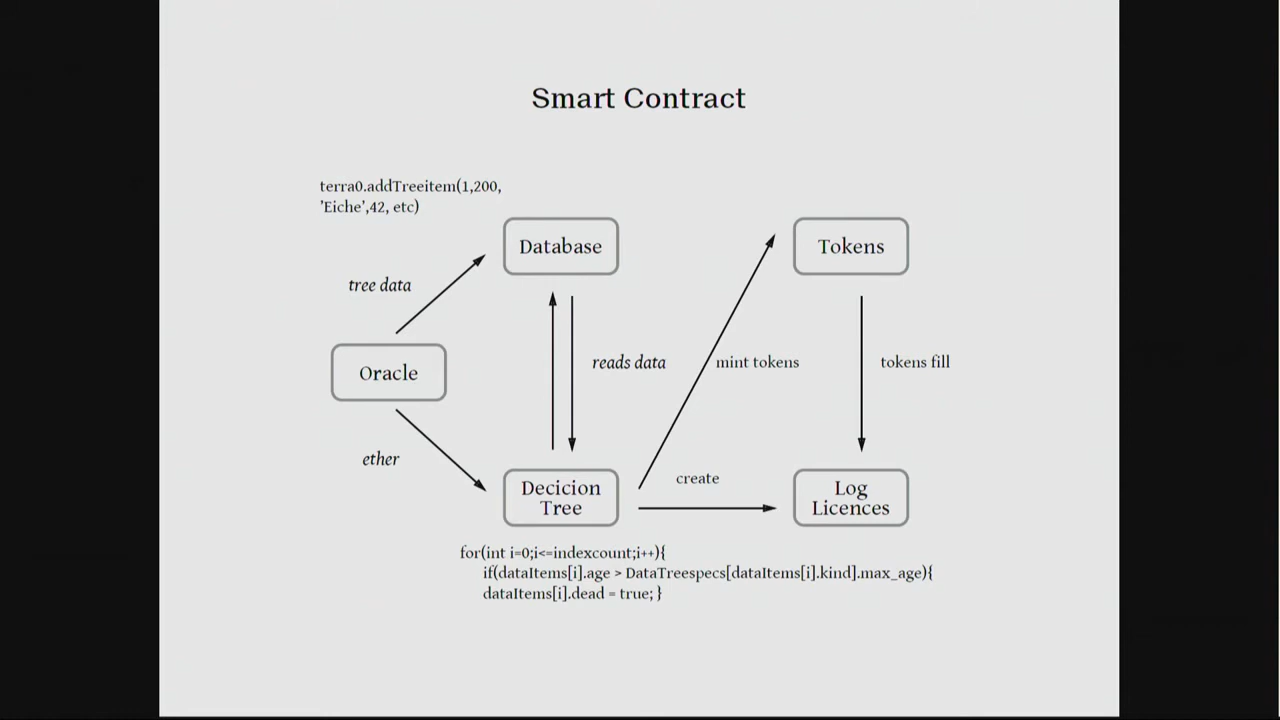 Smart Contract
terra0.addTreeitem(1,200,
'Eiche',42, etc)
Database
Tokens
tree data
Oracle
reads data
mint tokens
tokens fill
ether
create
Decicion
Tree
Log
Licences
for(int i=0;i<=indexcount;i++){
if(dataItems[i].age > DataTreespecs[dataItems[i].kind].max_age){
dataItems[i].dead = true; }